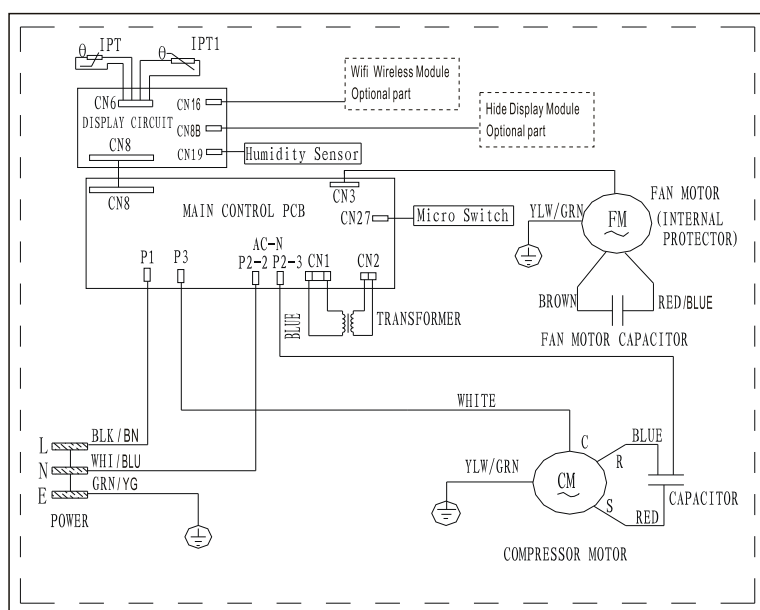 θ IPT
θ IPT1
CN6
DISPLAY CIRCUIT
CN16
CN8B
CN19
CN8
Wifi Wireless Module
Optional part
Hide Display Module
Optional part
Humidity Sensor
CN8
CN3
MAIN CONTROL PCB
CN27
Micro Switch
P1
P3
AC-N
P2-2
P2-3
CN1
CN2
BLUE
TRANSFORMER
YLW/GRN
FM
FAN MOTOR
(INTERNAL
PROTECTOR)
BROWN
RED/BLUE
FAN MOTOR CAPACITOR
WHITE
L
BLK/BN
N
WHI/BLU
E
GRN/YG
POWER
YLW/GRN
CM
C
R
S
BLUE
RED
CAPACITOR
COMPRESSOR MOTOR